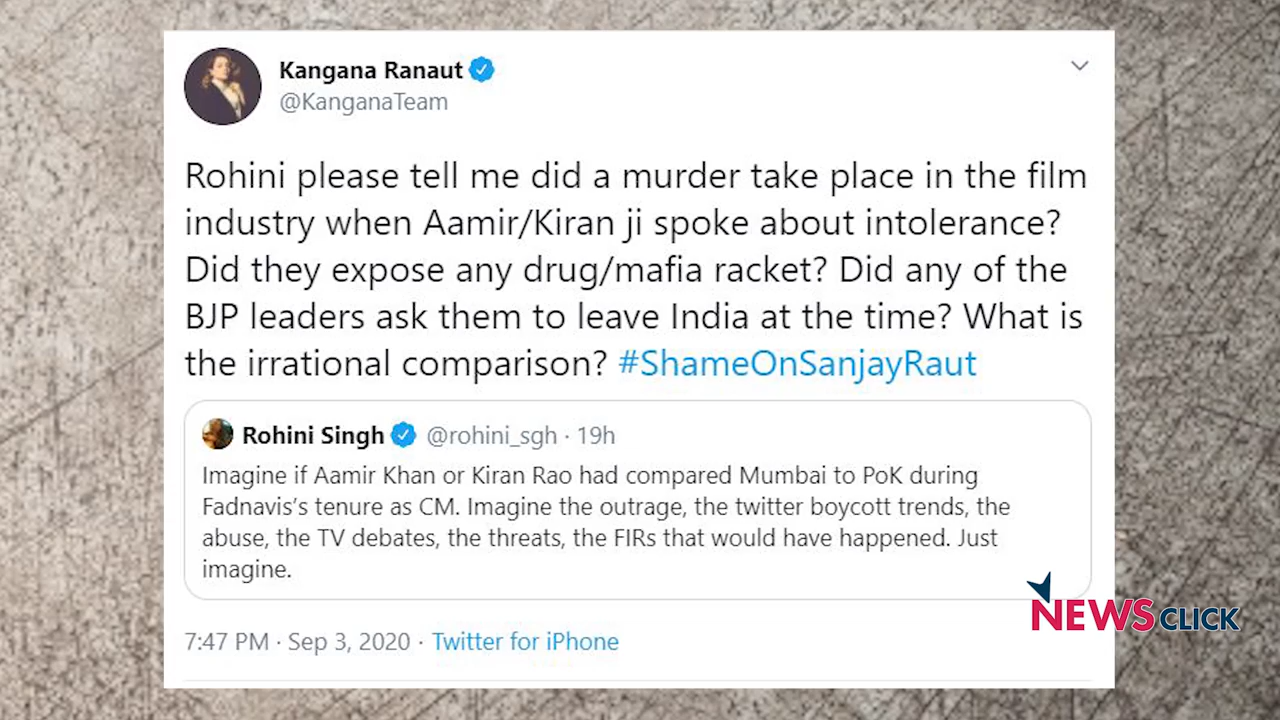 Kangana Ranaut
@KanganaTeam
Rohini please tell me did a murder take place in the film
industry when Aamir/Kiran ji spoke about intolerance?
Did they expose any drug/mafia racket? Did any of the
BJP leaders ask them to leave India at the time? What is
the irrational comparison? #ShameOnSanjayRaut
Rohini Singh @rohini_sgh · 19h
Imagine if Aamir Khan or Kiran Rao had compared Mumbai to PoK during
Fadnavis’s tenure as CM. Imagine the outrage, the twitter boycott trends, the
abuse, the TV debates, the threats, the FIRs that would have happened. Just
imagine.
NEWSCLICK
7:47 PM · Sep 3, 2020 · Twitter for iPhone